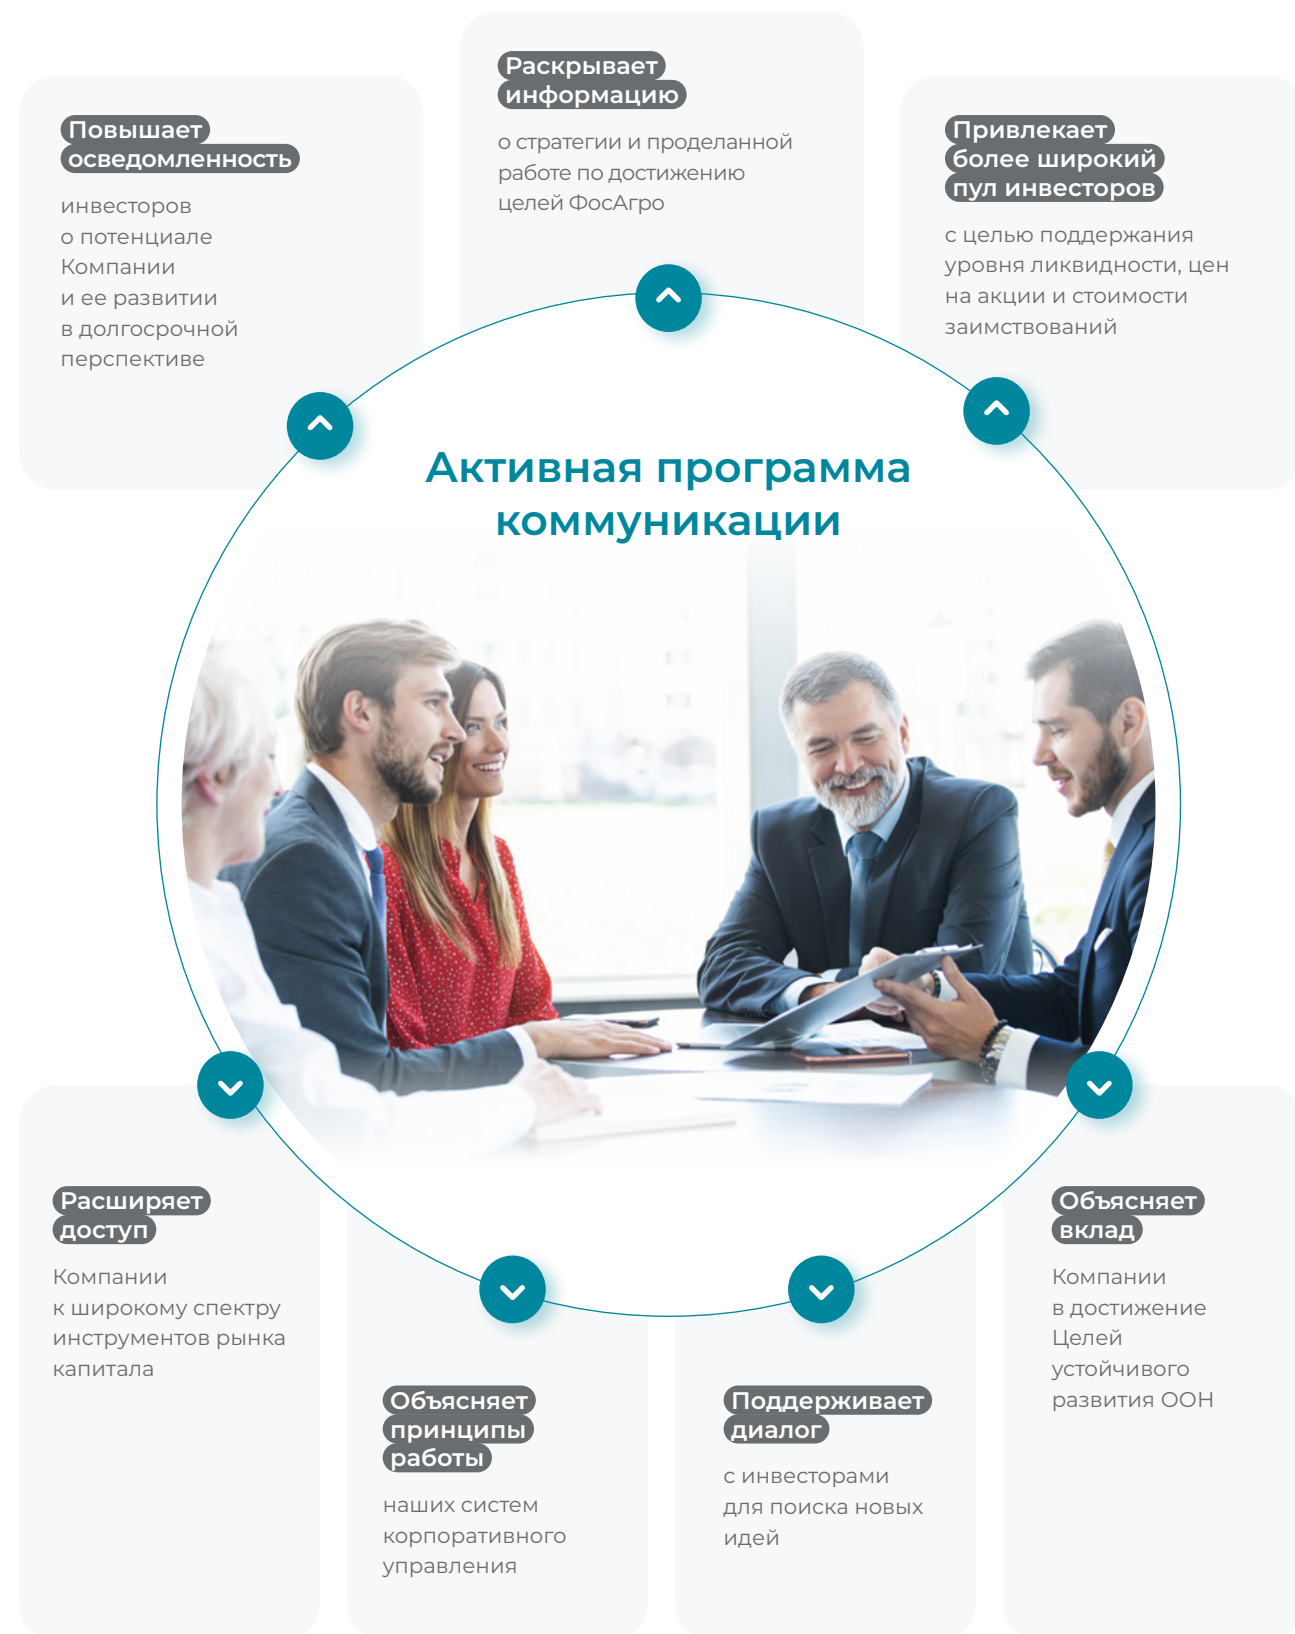 Повышает
осведомленность
инвесторов
о потенциале
Компании
и ее развитии
в долгосрочной
перспективе
Раскрывает
информацию
о стратегии и проделанной
работе по достижению
целей ФосАгро
Привлекает
более широкий
пул инвесторов
с целью поддержания
уровня ликвидности, цен
на акции и стоимости
заимствований
Активная программа
коммуникации
Расширяет
доступ
Компании
к широкому спектру
инструментов рынка
капитала
Объясняет
принципы
работы
наших систем
корпоративного
управления
Поддерживает
диалог
с инвесторами
для поиска новых
идей
Объясняет
вклад
Компании
в достижение
Целей
устойчивого
развития ООН